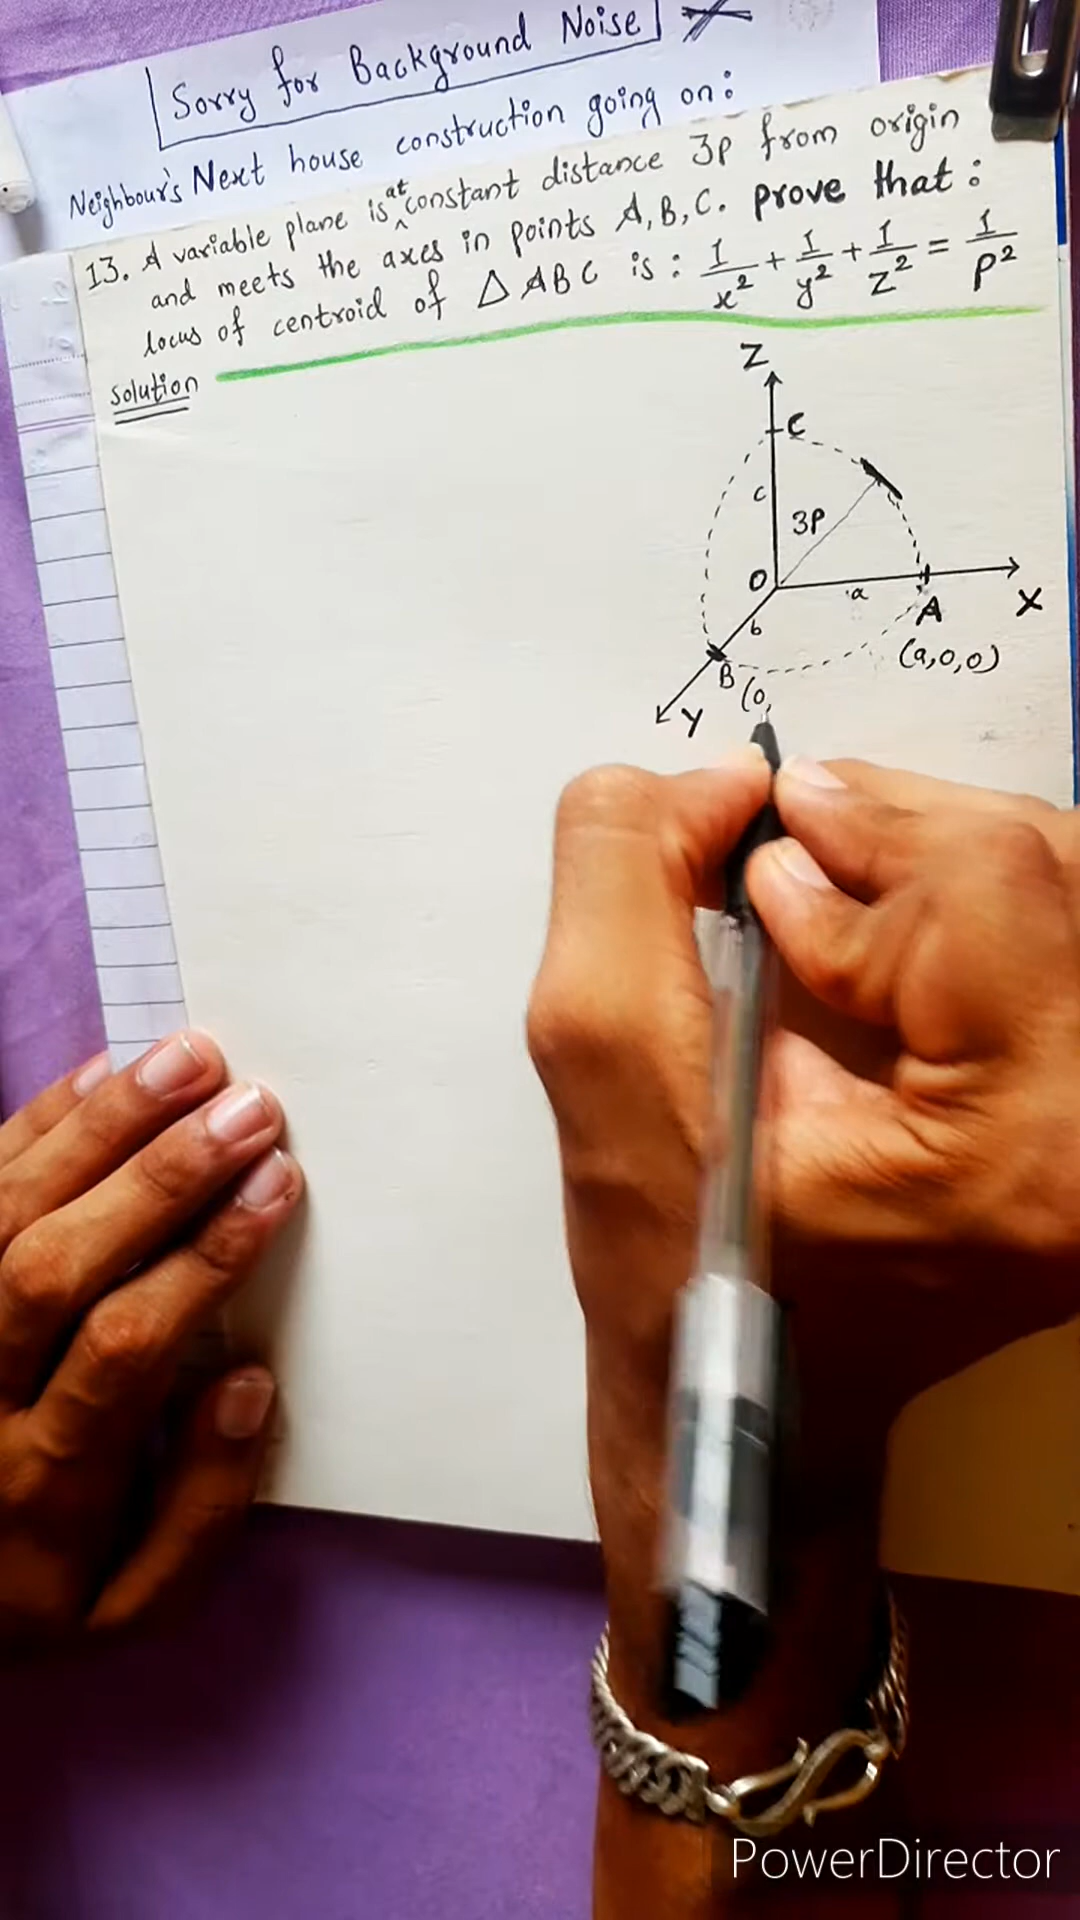 Sorry for Background Noise
Neighbour's Next house construction going on:
13. A variable plane is at constant distance 3p from origin
and meets the axes in points A, B, C. prove that:
locus of centroid of △ ABC is: 1/x² + 1/y² + 1/z² = 1/p²
solution
Z
C
c
3P
O
a
A
X
b
(a,0,0)
B
(0,
Y
PowerDirector